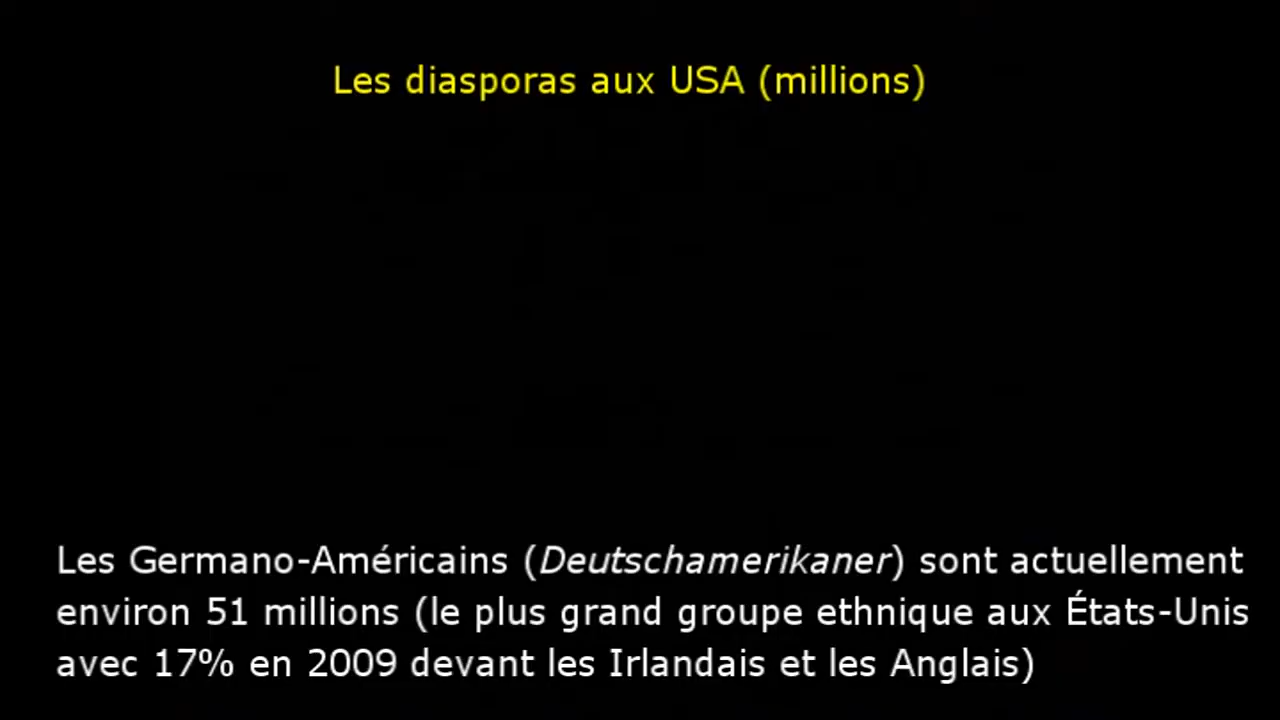 Les diasporas aux USA (millions)
Les Germano-Américains (Deutschamerikaner) sont actuellement
environ 51 millions (le plus grand groupe ethnique aux États-Unis
avec 17% en 2009 devant les Irlandais et les Anglais)